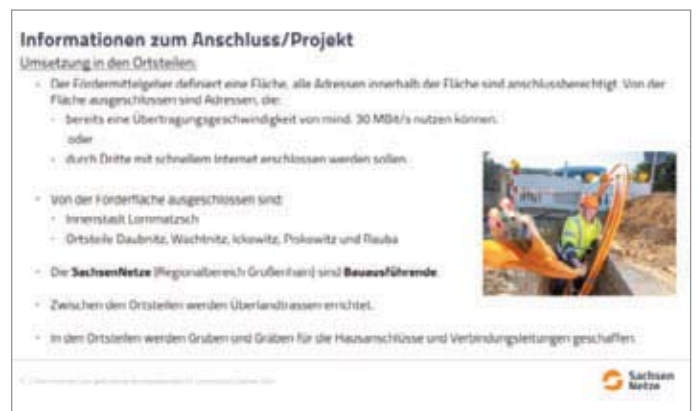 Informationen zum Anschluss/Projekt
Umsetzung in den Ortsteilen:
- Der Fördermittelgeber definiert eine Fläche, alle Adressen innerhalb der Fläche sind anschlussberechtigt. Von der
Fläche ausgeschlossen sind Adressen, die:
- bereits eine Übertragungsgeschwindigkeit von mind. 30 MBit/s nutzen können.
oder
- durch Dritte mit schnellem Internet erschlossen werden sollen.
- Von der Förderfläche ausgeschlossen sind:
- Innenstadt Lommatzsch
- Ortsteile Daubnitz, Wachtnitz, Ickowitz, Piskowitz und Rauba
- Die SachsenNetze (Regionalbereich Großenhain) sind Bauausführende.
- Zwischen den Ortsteilen werden Überlandtrassen errichtet.
- In den Ortsteilen werden Gruben und Gräben für die Hausanschlüsse und Verbindungsleitungen geschaffen.
Sachsen
Netze